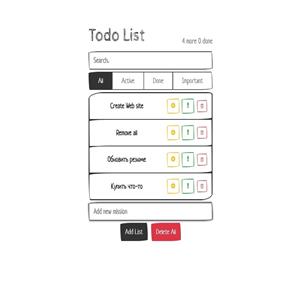 Todo List
4 more 0 done
Search.
All
Active
Done
Important
Create Web site
Remove all
Обновить резюме
Купить что-то
Add new mission
Add List
Delete All